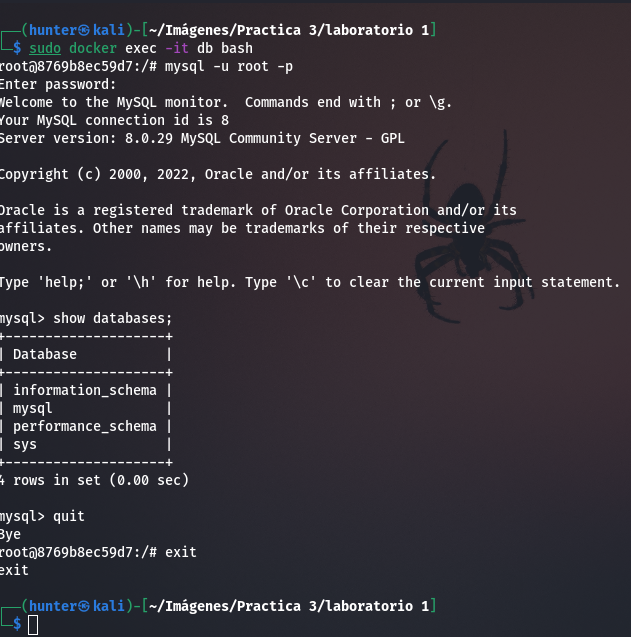 ┌──(hunter㉿kali)-[~/Imágenes/Practica 3/laboratorio 1]
└─$ sudo docker exec -it db bash
root@8769b8ec59d7:/# mysql -u root -p
Enter password:
Welcome to the MySQL monitor.  Commands end with ; or \g.
Your MySQL connection id is 8
Server version: 8.0.29 MySQL Community Server - GPL

Copyright (c) 2000, 2022, Oracle and/or its affiliates.

Oracle is a registered trademark of Oracle Corporation and/or its
affiliates. Other names may be trademarks of their respective
owners.

Type 'help;' or '\h' for help. Type '\c' to clear the current input statement.

mysql> show databases;
+--------------------+
| Database           |
+--------------------+
| information_schema |
| mysql              |
| performance_schema |
| sys                |
+--------------------+
4 rows in set (0.00 sec)

mysql> quit
Bye
root@8769b8ec59d7:/# exit
exit

┌──(hunter㉿kali)-[~/Imágenes/Practica 3/laboratorio 1]
└─$